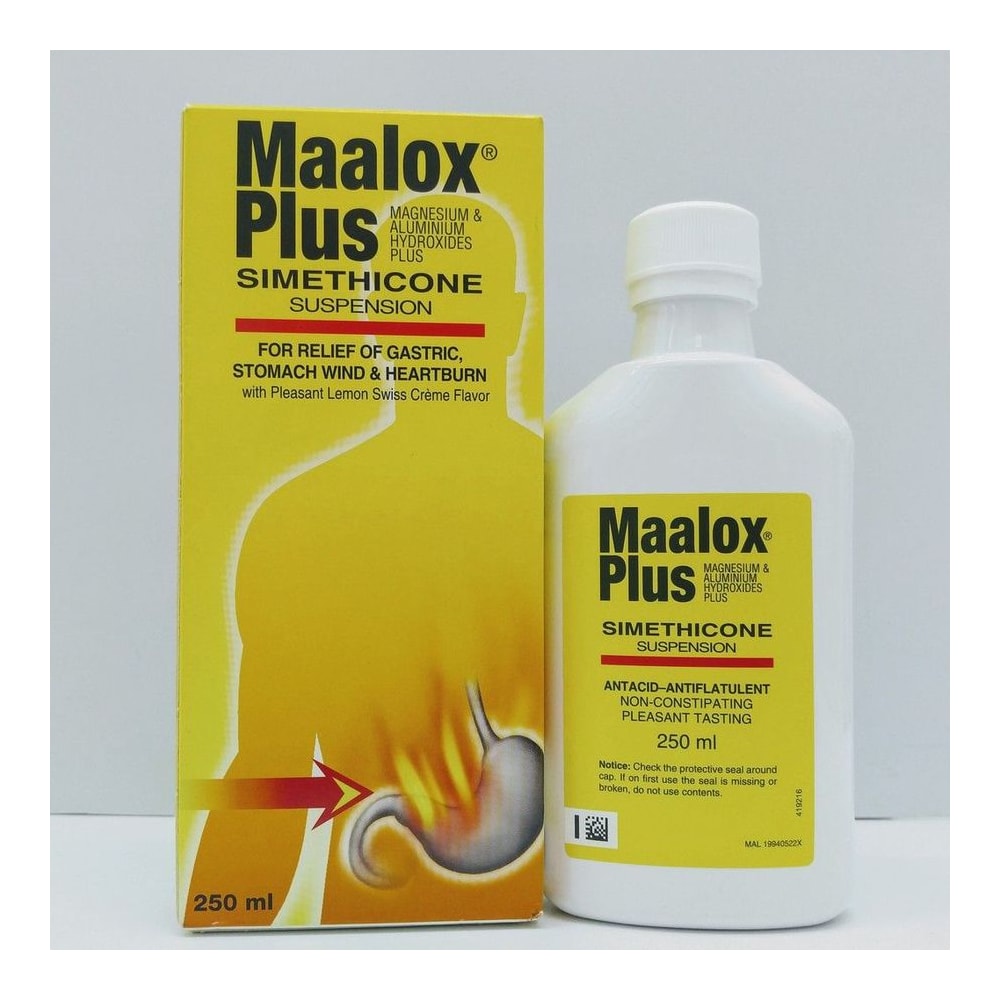 Maalox®
Plus
MAGNESIUM &
ALUMINIUM
HYDROXIDES
PLUS
SIMETHICONE
SUSPENSION
FOR RELIEF OF GASTRIC,
STOMACH WIND & HEARTBURN
with Pleasant Lemon Swiss Crème Flavor
250 ml
Maalox®
Plus
MAGNESIUM &
ALUMINIUM
HYDROXIDES
PLUS
SIMETHICONE
SUSPENSION
ANTACID–ANTIFLATULENT
NON-CONSTIPATING
PLEASANT TASTING
250 ml
Notice: Check the protective seal around
cap. If on first use the seal is missing or
broken, do not use contents.
419216
MAL 19940522X